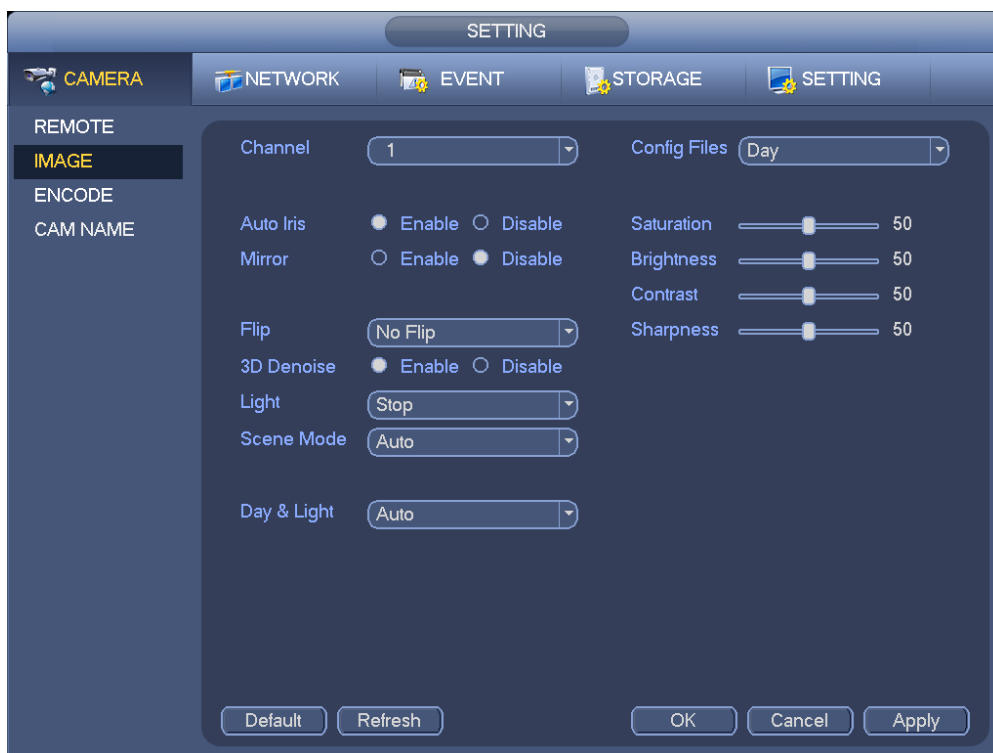 SETTING
CAMERA NETWORK EVENT STORAGE SETTING
REMOTE
IMAGE
ENCODE
CAM NAME
Channel 1 Config Files Day
Auto Iris Enable Disable Saturation 50
Mirror Enable Disable Brightness 50
Contrast 50
Flip No Flip Sharpness 50
3D Denoise Enable Disable
Light Stop
Scene Mode Auto
Day & Light Auto
Default Refresh OK Cancel Apply